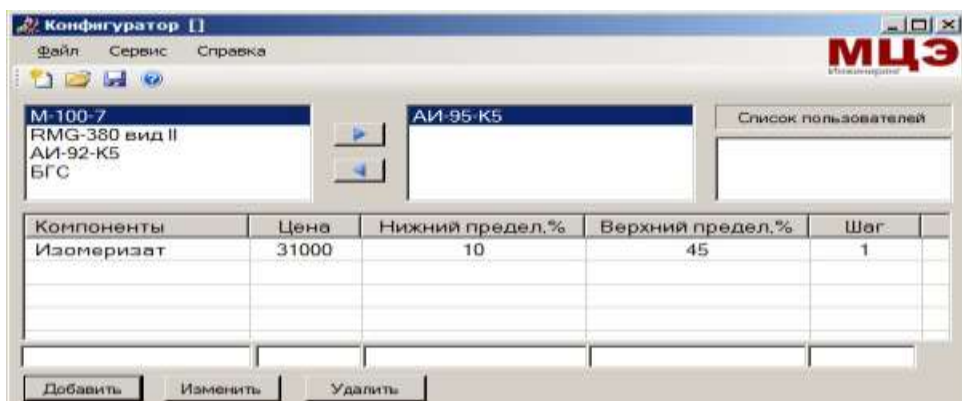 Конфигуратор []
Файл Сервис Справка
МЦЭ
Инжиниринг
М-100-7
RMG-380 вид II
АИ-92-К5
БГС
АИ-95-К5
Список пользователей
Компоненты Цена Нижний предел,% Верхний предел,% Шаг
Изомеризат 31000 10 45 1
Добавить Изменить Удалить